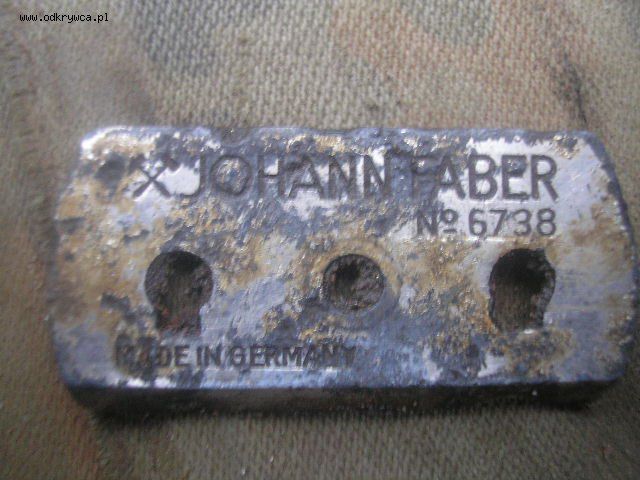 www.odkrywca.pl
JOHANN FABER
№ 6738
MADE IN GERMANY